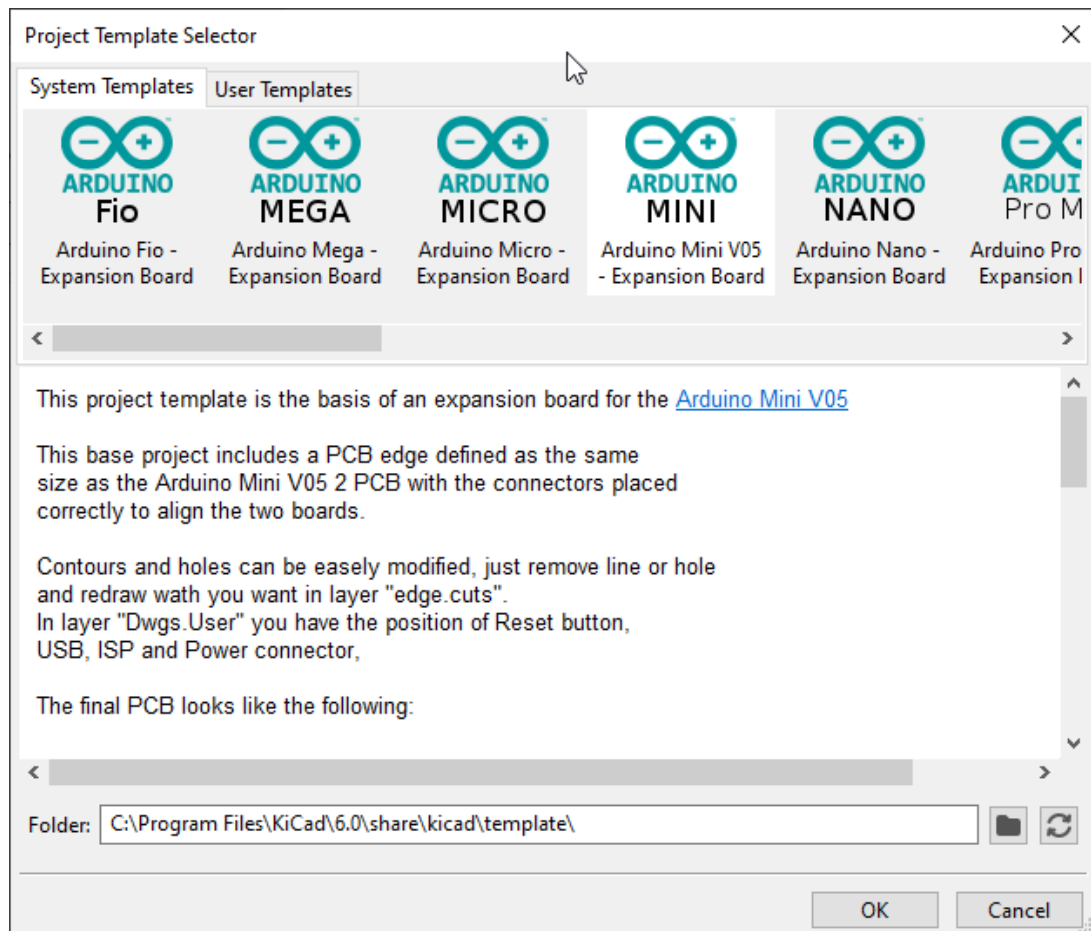 Project Template Selector
System Templates
User Templates
ARDUINO
Fio
Arduino Fio -
Expansion Board
ARDUINO
MEGA
Arduino Mega -
Expansion Board
ARDUINO
MICRO
Arduino Micro -
Expansion Board
ARDUINO
MINI
Arduino Mini V05
- Expansion Board
ARDUINO
NANO
Arduino Nano -
Expansion Board
ARDUI
Pro M
Arduino Pro
Expansion
This project template is the basis of an expansion board for the Arduino Mini V05
This base project includes a PCB edge defined as the same
size as the Arduino Mini V05 2 PCB with the connectors placed
correctly to align the two boards.
Contours and holes can be easely modified, just remove line or hole
and redraw wath you want in layer "edge.cuts".
In layer "Dwgs.User" you have the position of Reset button,
USB, ISP and Power connector,
The final PCB looks like the following:
Folder:
C:\Program Files\KiCad\6.0\share\kicad\template\
OK
Cancel